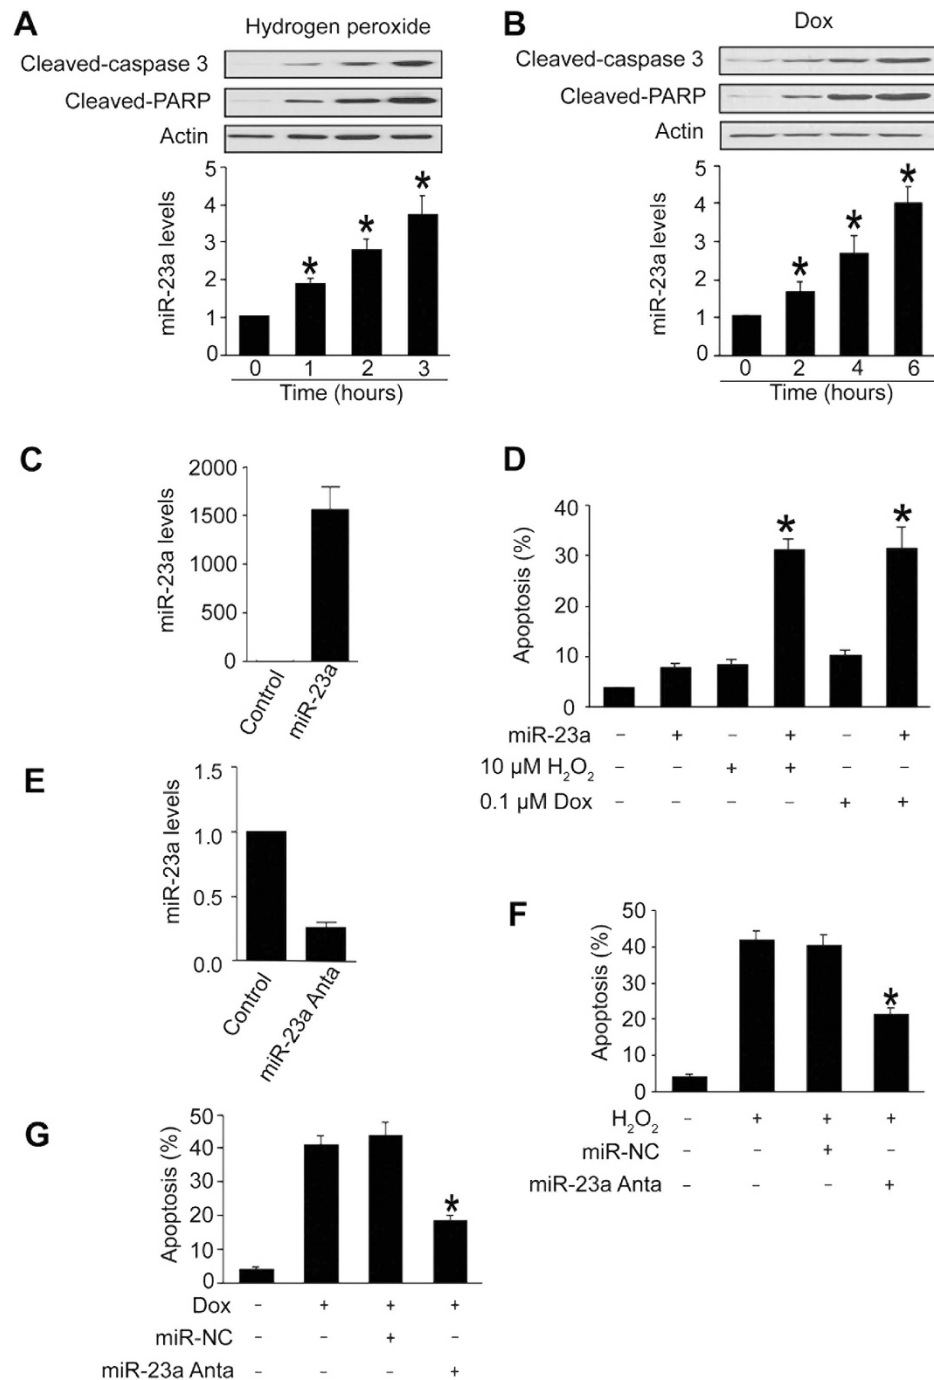 A
Hydrogen peroxide
Cleaved-caspase 3
Cleaved-PARP
Actin
miR-23a levels
5
4
3
2
1
0
0 1 2 3
Time (hours)
* * *
B
Dox
Cleaved-caspase 3
Cleaved-PARP
Actin
miR-23a levels
5
4
3
2
1
0
0 2 4 6
Time (hours)
* * *
C
miR-23a levels
2000
1500
1000
500
0
Control
miR-23a
D
Apoptosis (%)
40
30
20
10
0
* *
miR-23a – + – + – +
10 µM H₂O₂ – – + + – –
0.1 µM Dox – – – – + +
E
miR-23a levels
1.5
1.0
0.5
0.0
Control
miR-23a Anta
F
Apoptosis (%)
50
40
30
20
10
0
*
H₂O₂ – + + +
miR-NC – – + –
miR-23a Anta – – – +
G
Apoptosis (%)
50
40
30
20
10
0
*
Dox – + + +
miR-NC – – + –
miR-23a Anta – – – +